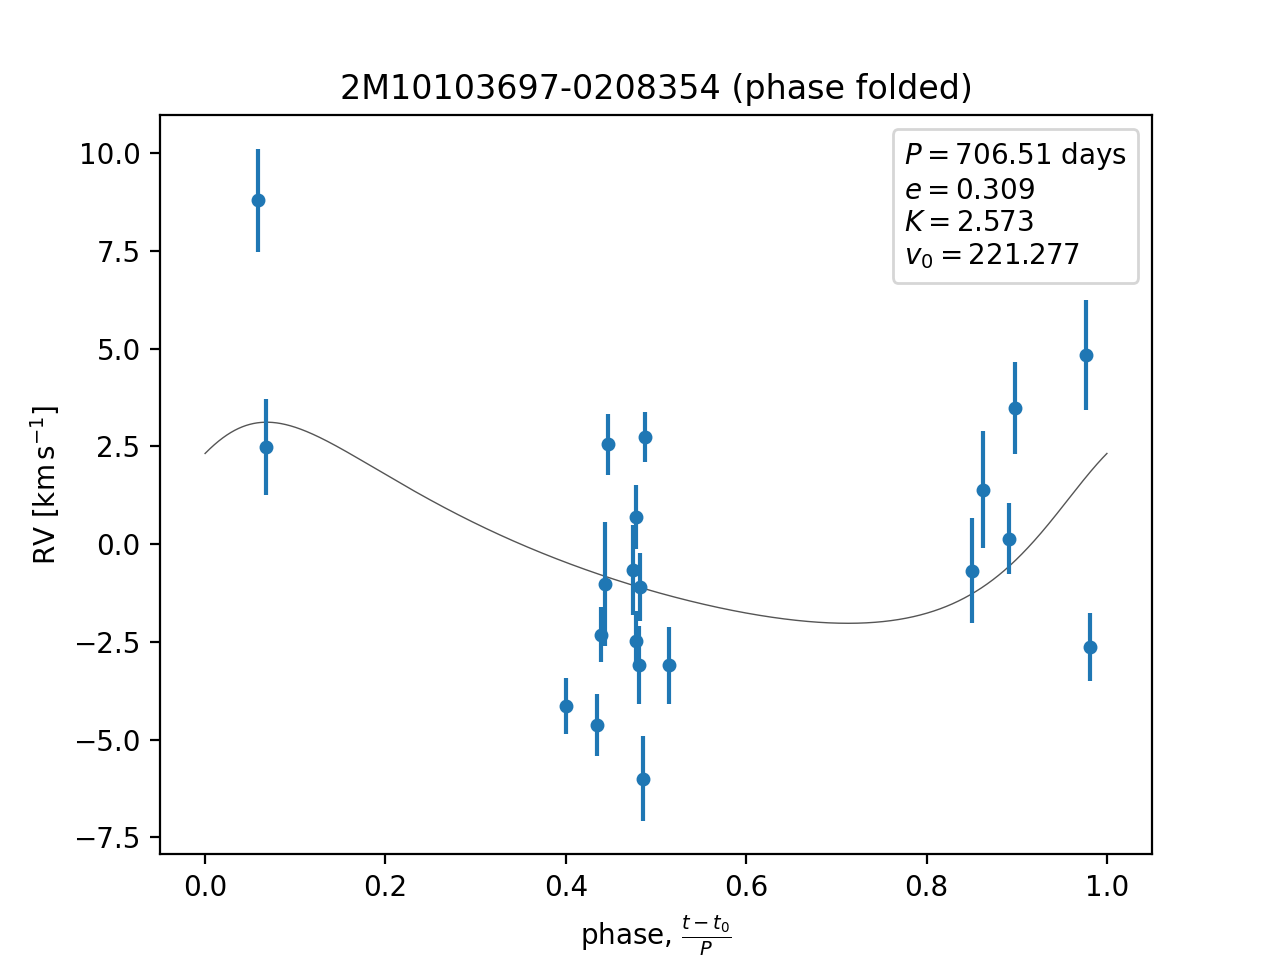 2M10103697-0208354 (phase folded)
P = 706.51 days
e = 0.309
K = 2.573
v₀ = 221.277
10.0
7.5
5.0
2.5
0.0
−2.5
−5.0
−7.5
RV [km s⁻¹]
0.0 0.2 0.4 0.6 0.8 1.0
phase, (t − t₀)/P